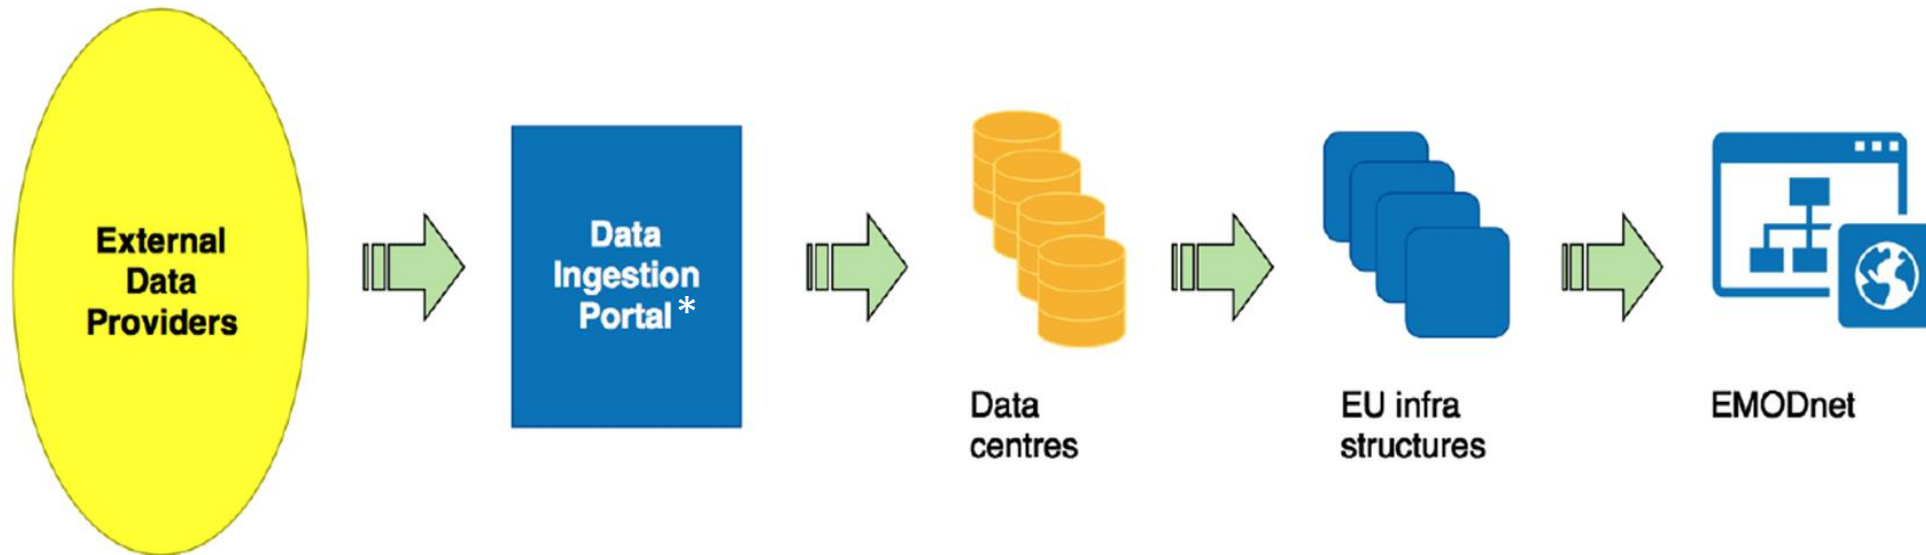 External
Data
Providers
Data
Ingestion
Portal*
Data
centres
EU infra
structures
EMODnet